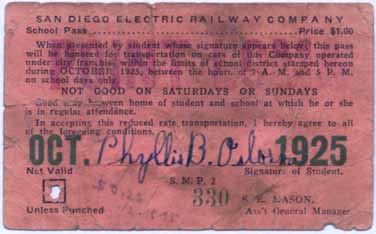 SAN DIEGO ELECTRIC RAILWAY COMPANY
School Pass Price $1.00
When presented by student whose signature appears below, this pass
will be honored for transportation on cars of this Company operated
under city franchise within the limits of school district stamped hereon
during OCTOBER, 1925, between the hours of 7 A. M. and 5 P. M.
on school days only.
NOT GOOD ON SATURDAYS OR SUNDAYS
Good only between home of student and school at which he or she
is in regular attendance.
In accepting this reduced rate transportation, I hereby agree to all
of the foregoing conditions.
OCT. Phyllis B. 1925
Not Valid Signature of Student.
S. M. P. 2
330 S. E. MASON,
Unless Punched Ass't General Manager